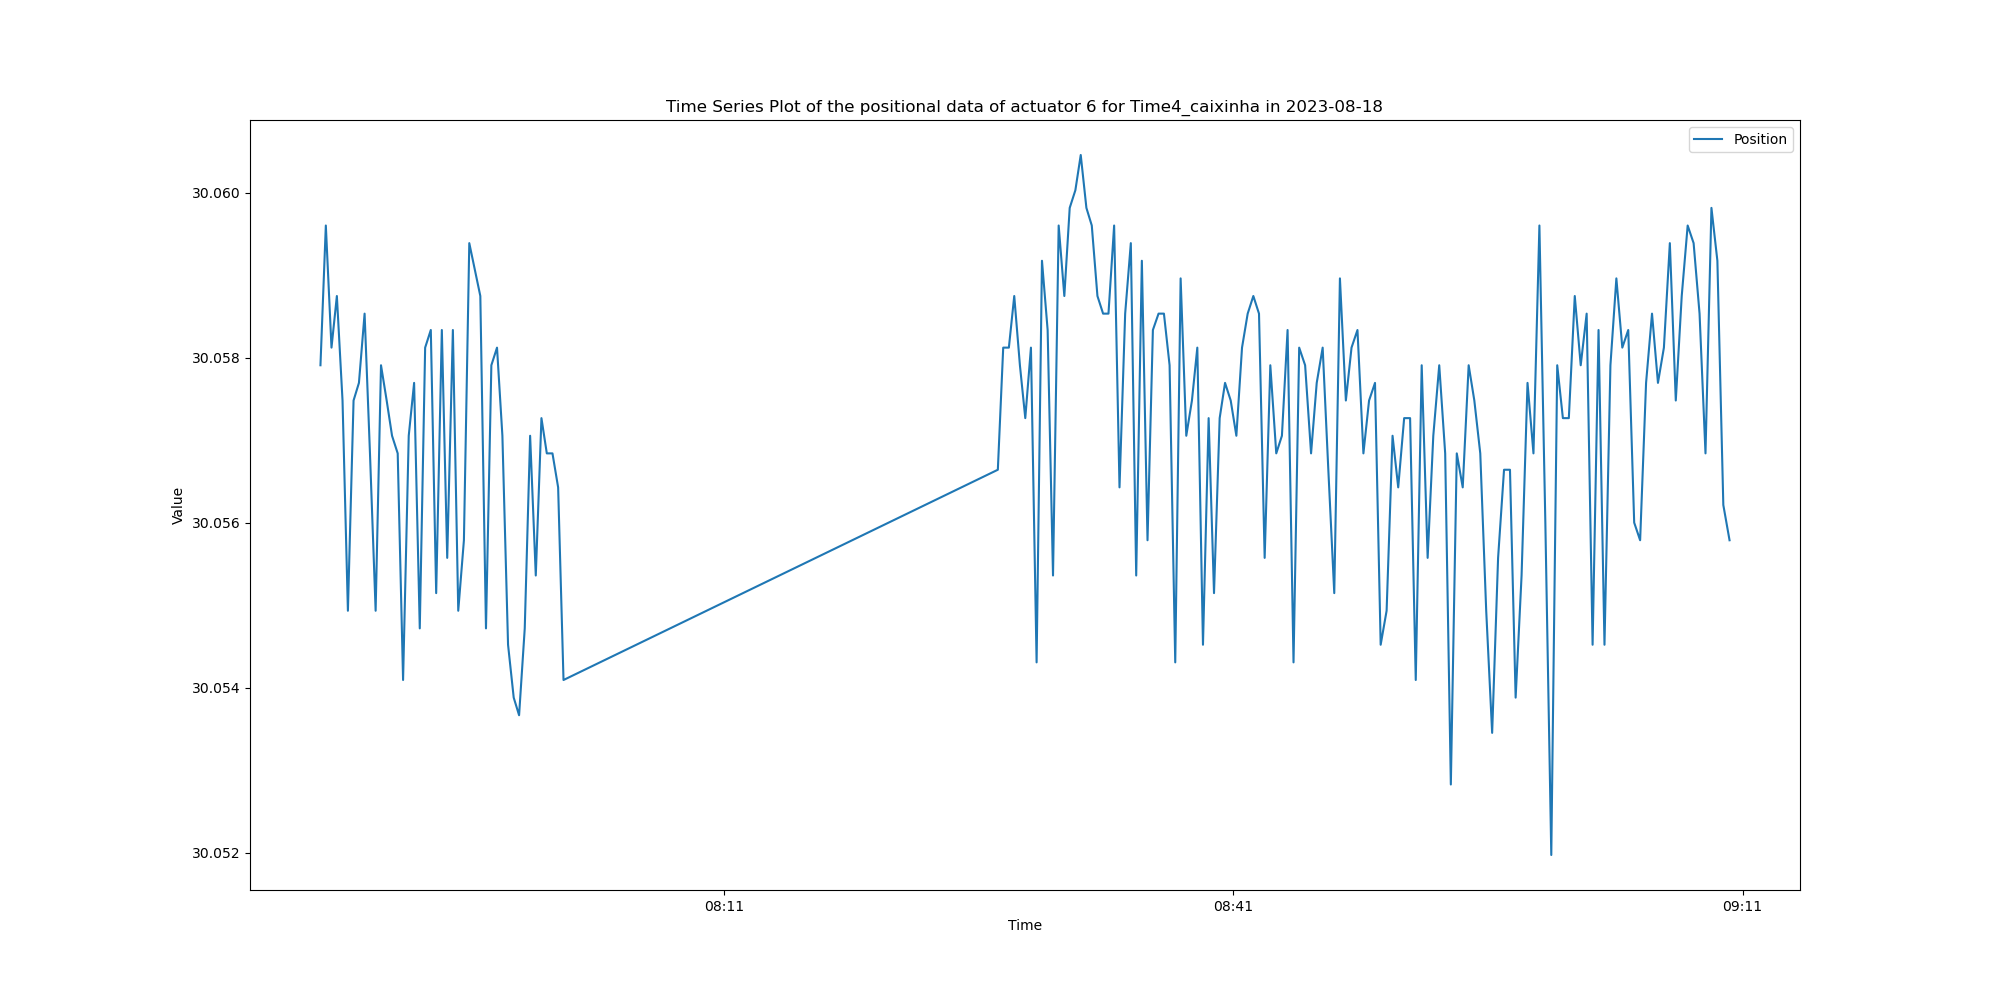 Time Series Plot of the positional data of actuator 6 for Time4_caixinha in 2023-08-18
Position
30.060
30.058
30.056
30.054
30.052
Value
08:11
08:41
09:11
Time